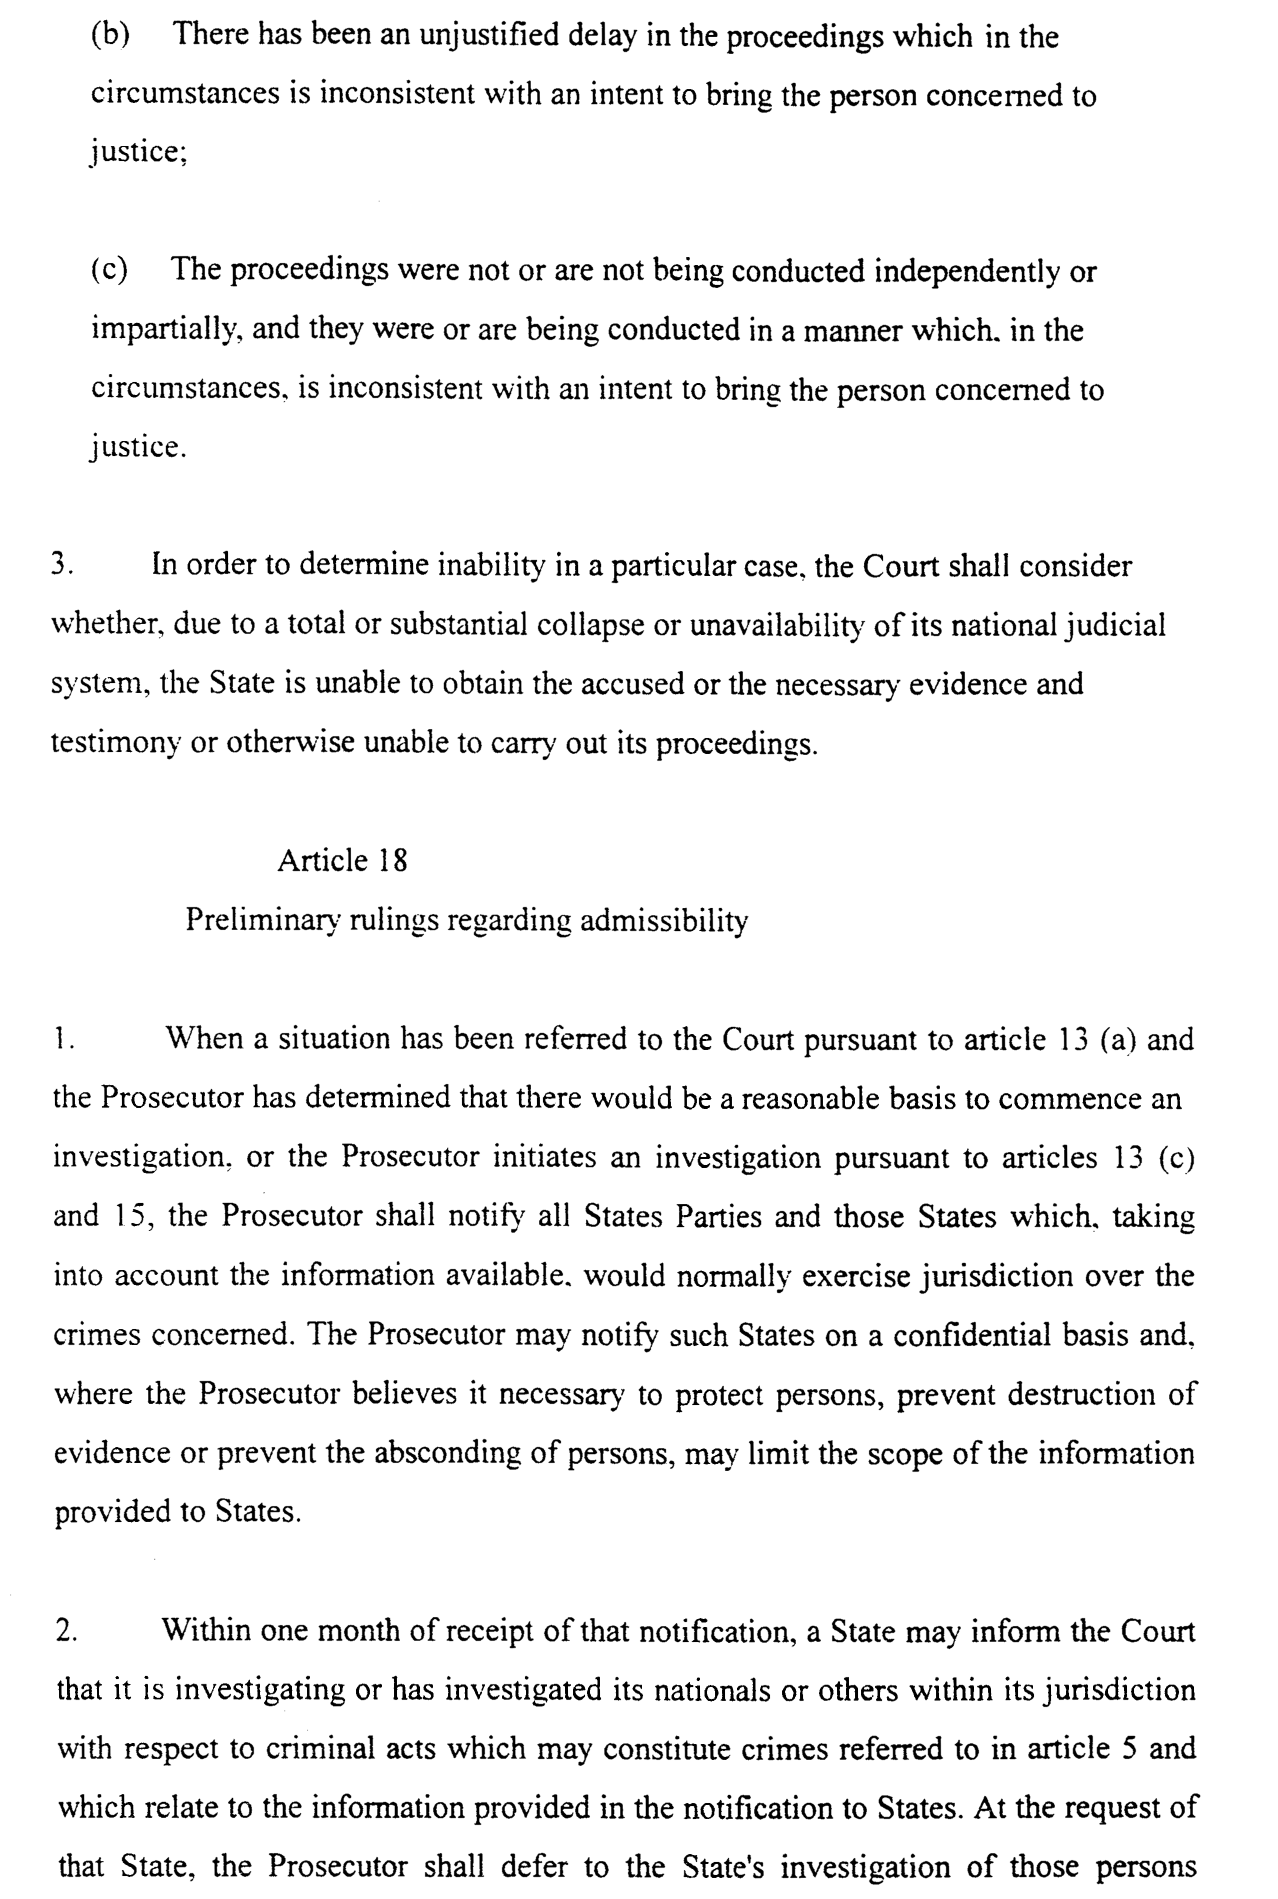 (b) There has been an unjustified delay in the proceedings which in the
circumstances is inconsistent with an intent to bring the person concerned to
justice;
(c) The proceedings were not or are not being conducted independently or
impartially, and they were or are being conducted in a manner which, in the
circumstances, is inconsistent with an intent to bring the person concerned to
justice.
3. In order to determine inability in a particular case, the Court shall consider
whether, due to a total or substantial collapse or unavailability of its national judicial
system, the State is unable to obtain the accused or the necessary evidence and
testimony or otherwise unable to carry out its proceedings.
Article 18
Preliminary rulings regarding admissibility
1. When a situation has been referred to the Court pursuant to article 13 (a) and
the Prosecutor has determined that there would be a reasonable basis to commence an
investigation, or the Prosecutor initiates an investigation pursuant to articles 13 (c)
and 15, the Prosecutor shall notify all States Parties and those States which, taking
into account the information available, would normally exercise jurisdiction over the
crimes concerned. The Prosecutor may notify such States on a confidential basis and,
where the Prosecutor believes it necessary to protect persons, prevent destruction of
evidence or prevent the absconding of persons, may limit the scope of the information
provided to States.
2. Within one month of receipt of that notification, a State may inform the Court
that it is investigating or has investigated its nationals or others within its jurisdiction
with respect to criminal acts which may constitute crimes referred to in article 5 and
which relate to the information provided in the notification to States. At the request of
that State, the Prosecutor shall defer to the State's investigation of those persons